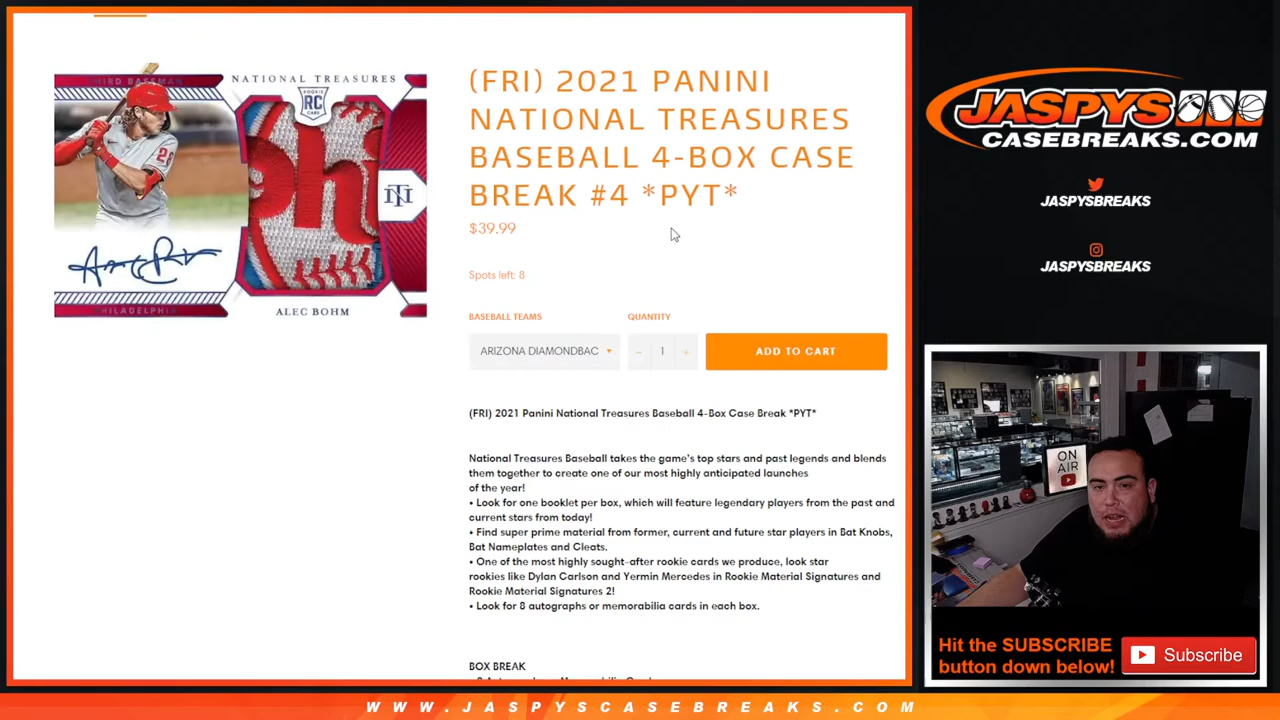 THIRD BASEMAN
NATIONAL TREASURES
ROOKIE
RC
CARD
28
NT
PHILADELPHIA
ALEC BOHM
(FRI) 2021 PANINI
NATIONAL TREASURES
BASEBALL 4-BOX CASE
BREAK #4 *PYT*
$39.99
Spots left: 8
BASEBALL TEAMS
QUANTITY
ARIZONA DIAMONDBAC
− 1 +
ADD TO CART
(FRI) 2021 Panini National Treasures Baseball 4-Box Case Break *PYT*
National Treasures Baseball takes the game's top stars and past legends and blends
them together to create one of our most highly anticipated launches
of the year!
• Look for one booklet per box, which will feature legendary players from the past and
current stars from today!
• Find super prime material from former, current and future star players in Bat Knobs,
Bat Nameplates and Cleats.
• One of the most highly sought-after rookie cards we produce, look star
rookies like Dylan Carlson and Yermin Mercedes in Rookie Material Signatures and
Rookie Material Signatures 2!
• Look for 8 autographs or memorabilia cards in each box.
BOX BREAK
JASPYS
CASEBREAKS.COM
JASPYSBREAKS
JASPYSBREAKS
ON
AIR
Hit the SUBSCRIBE
button down below!
Subscribe
WWW.JASPYSCASEBREAKS.COM